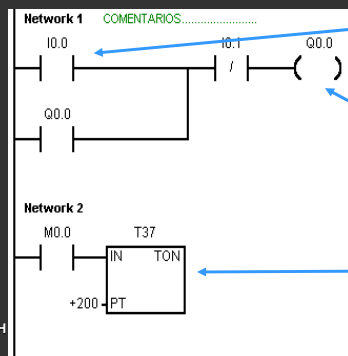 Network 1 COMENTARIOS........................
I0.0 I0.1 Q0.0
/
Q0.0
Network 2
M0.0 T37
IN TON
+200 PT
H